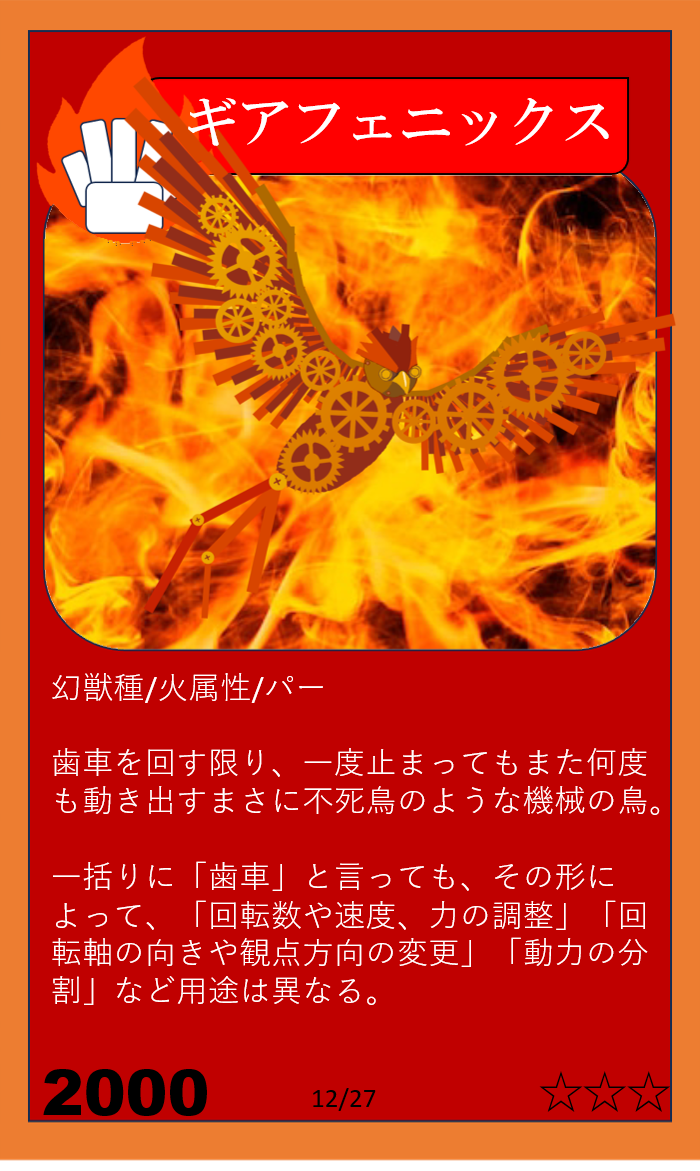 ギアフェニックス
幻獣種/火属性/パー
歯車を回す限り、一度止まってもまた何度
も動き出すまさに不死鳥のような機械の鳥。
一括りに「歯車」と言っても、その形に
よって、「回転数や速度、力の調整」「回
転軸の向きや観点方向の変更」「動力の分
割」など用途は異なる。
2000
12/27
☆☆☆